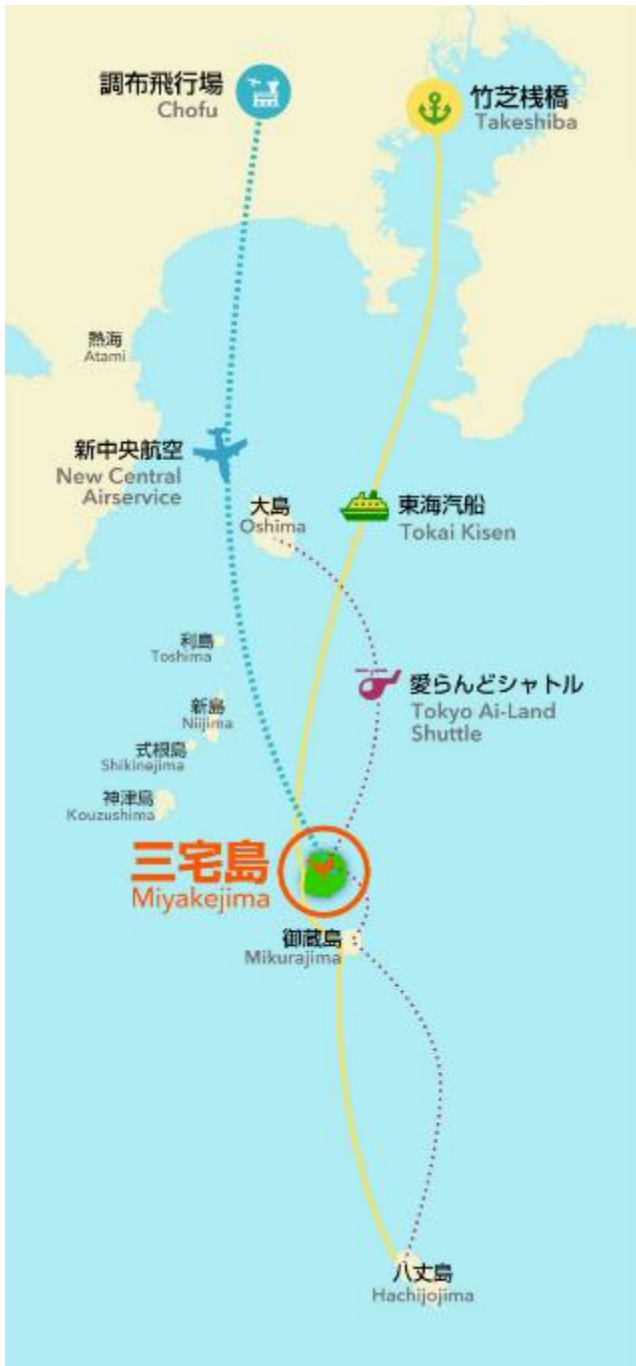 調布飛行場
Chofu
竹芝桟橋
Takeshiba
熱海
Atami
新中央航空
New Central
Airservice
大島
Oshima
東海汽船
Tokai Kisen
利島
Toshima
愛らんどシャトル
Tokyo Ai-Land
Shuttle
新島
Niijima
式根島
Shikinejima
神津島
Kouzushima
三宅島
Miyakejima
御蔵島
Mikurajima
八丈島
Hachijojima